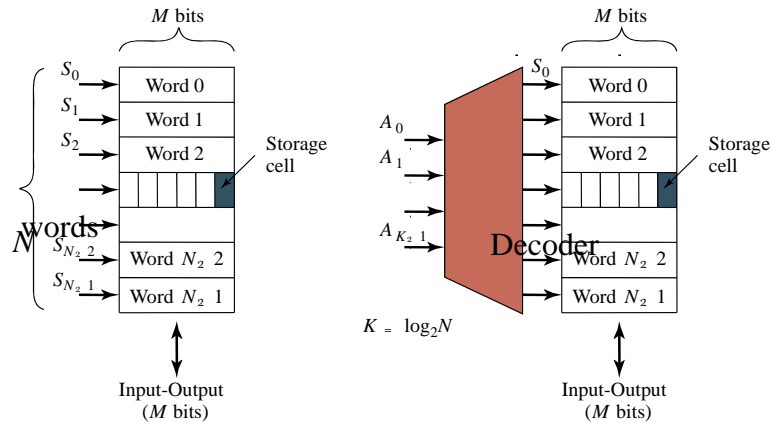 M bits
S0
Word 0
S1
Word 1
S2
Word 2
Storage
cell
N words
SN2 2
Word N2 2
SN2 1
Word N2 1
Input-Output
(M bits)
M bits
S0
Word 0
A0
Word 1
A1
Word 2
Storage
cell
AK2 1
Decoder
Word N2 2
Word N2 1
K = log2N
Input-Output
(M bits)